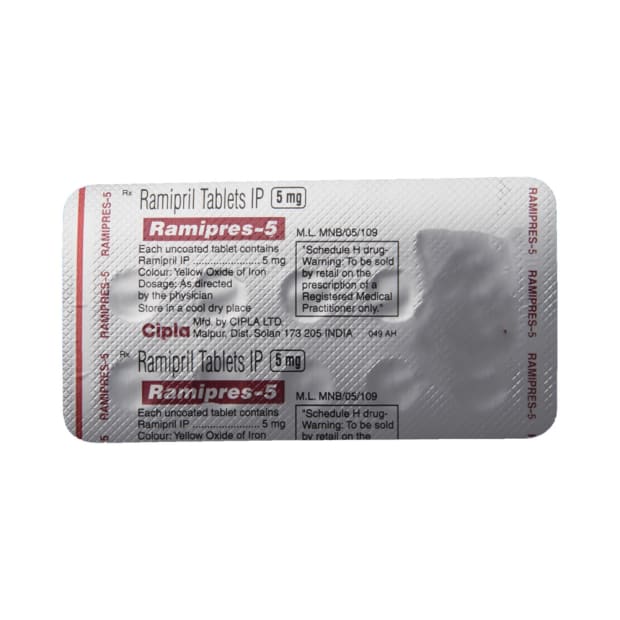 Rx Ramipril Tablets IP 5 mg
Ramipres-5
M.L. MNB/05/109
Each uncoated tablet contains
Ramipril IP ...................... 5 mg
Colour: Yellow Oxide of Iron
Dosage: As directed
by the physician
Store in a cool dry place
"Schedule H drug-
Warning: To be sold
by retail on the
prescription of a
Registered Medical
Practitioner only."
Cipla
Mfd. by CIPLA LTD.
Malpur, Dist. Solan 173 205 INDIA
049 AH
Rx Ramipril Tablets IP 5 mg
Ramipres-5
M.L. MNB/05/109
Each uncoated tablet contains
Ramipril IP ...................... 5 mg
Colour: Yellow Oxide of Iron
"Schedule H drug-
Warning: To be sold
by retail on the
RAMIPRES-5
RAMIPRES-5
RAMIPRES-5
RAMIPRES-5